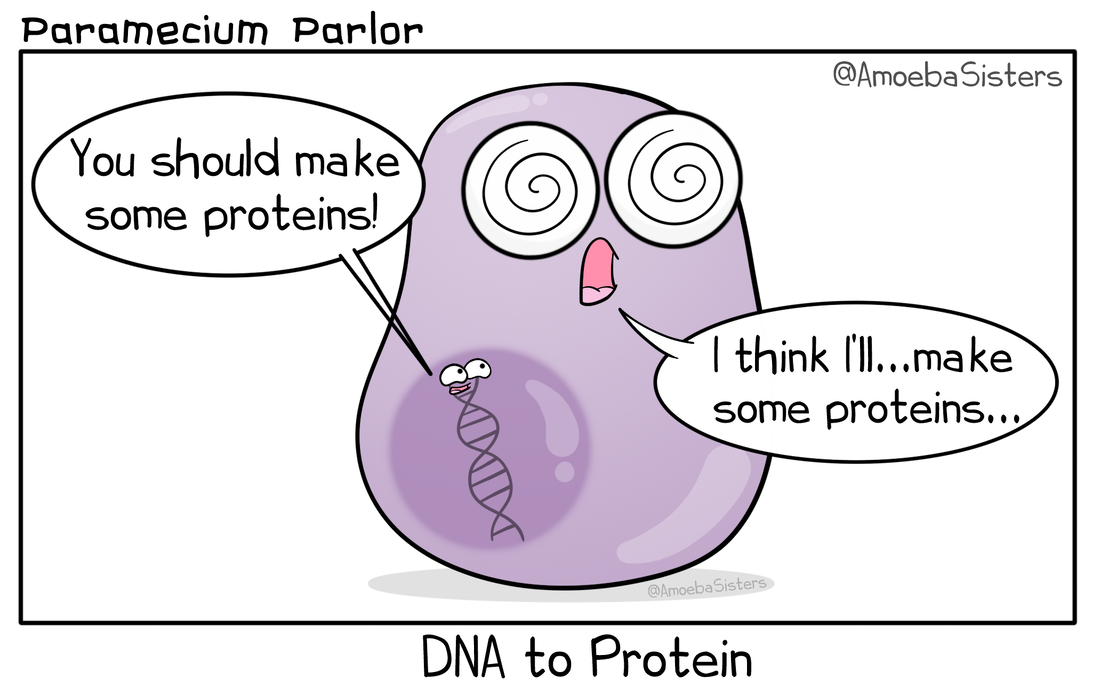 Paramecium Parlor
@AmoebaSisters
You should make
some proteins!
I think I'll...make
some proteins...
@AmoebaSisters
DNA to Protein